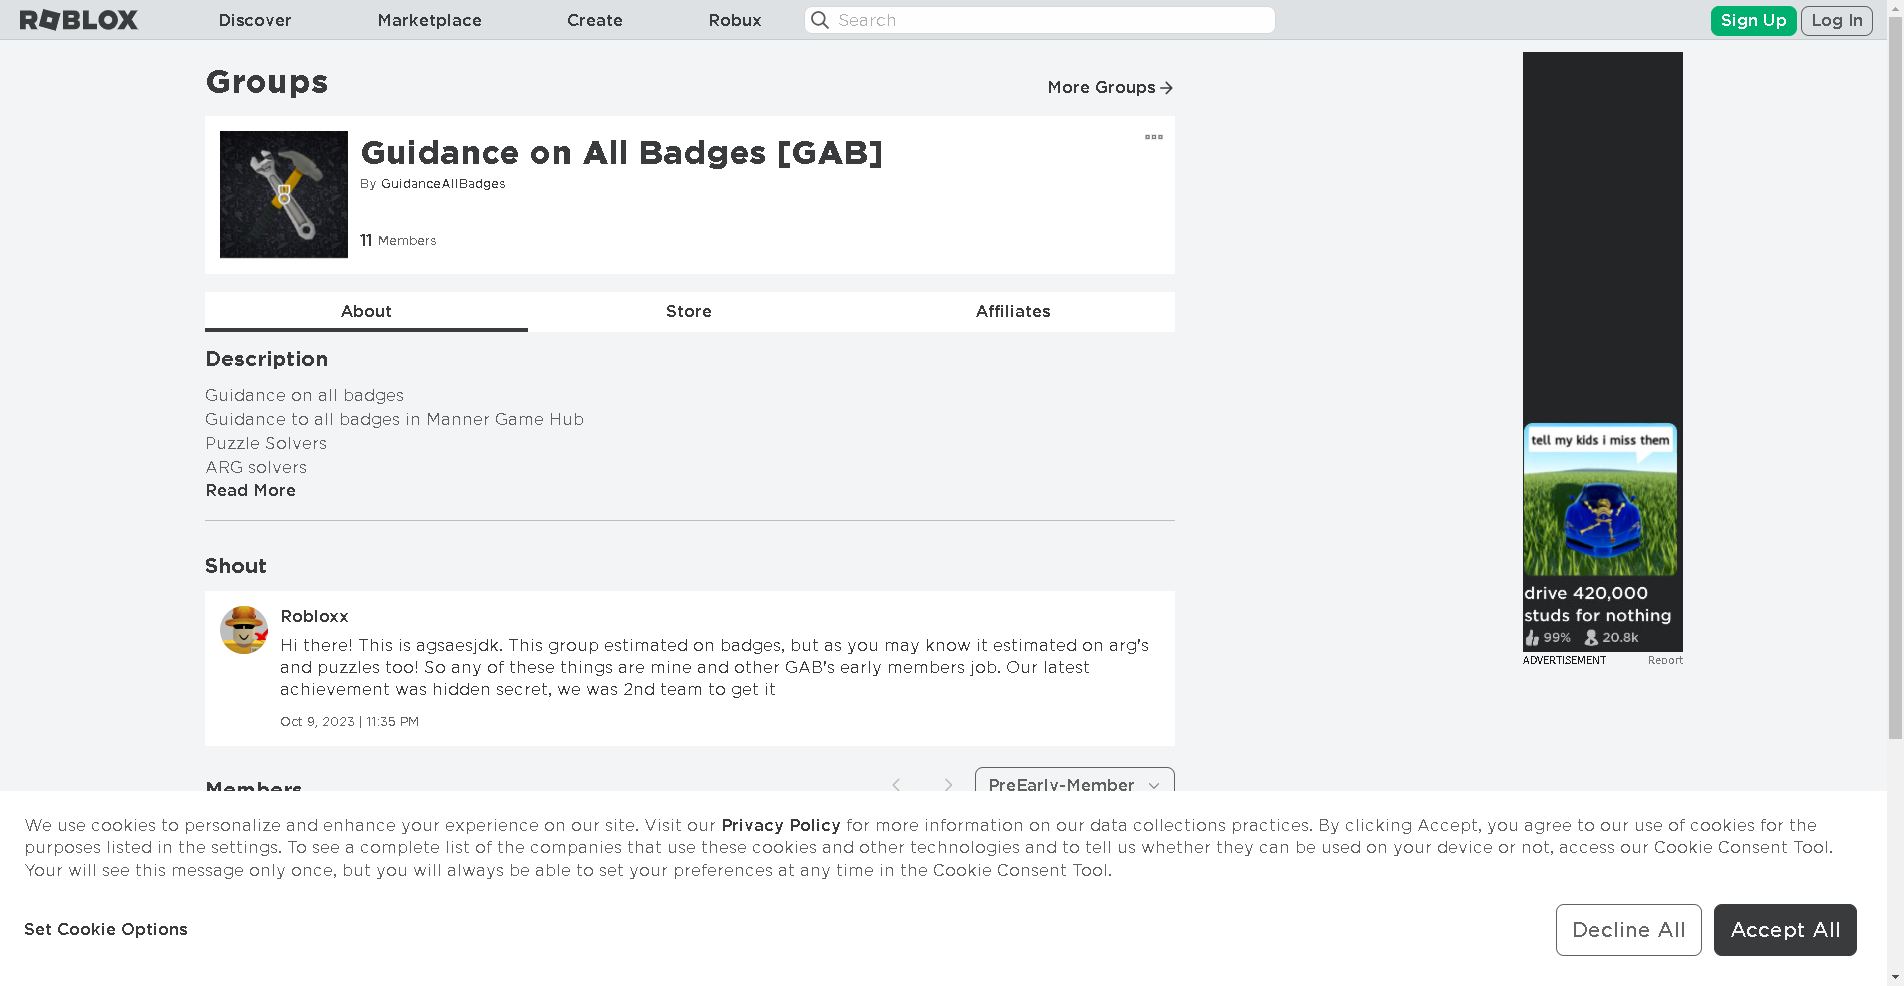 ROBLOX
Discover
Marketplace
Create
Robux
Search
Sign Up
Log In
Groups
More Groups
Guidance on All Badges [GAB]
By GuidanceAllBadges
11 Members
About
Store
Affiliates
Description
Guidance on all badges
Guidance to all badges in Manner Game Hub
Puzzle Solvers
ARG solvers
Read More
Shout
Robloxx
Hi there! This is agsaesjdk. This group estimated on badges, but as you may know it estimated on arg's
and puzzles too! So any of these things are mine and other GAB's early members job. Our latest
achievement was hidden secret, we was 2nd team to get it
Oct 9, 2023 | 11:35 PM
Members
PreEarly-Member
tell my kids i miss them
drive 420,000
studs for nothing
99% 20.8k
ADVERTISEMENT
Report
We use cookies to personalize and enhance your experience on our site. Visit our Privacy Policy for more information on our data collections practices. By clicking Accept, you agree to our use of cookies for the
purposes listed in the settings. To see a complete list of the companies that use these cookies and other technologies and to tell us whether they can be used on your device or not, access our Cookie Consent Tool.
Your will see this message only once, but you will always be able to set your preferences at any time in the Cookie Consent Tool.
Set Cookie Options
Decline All
Accept All